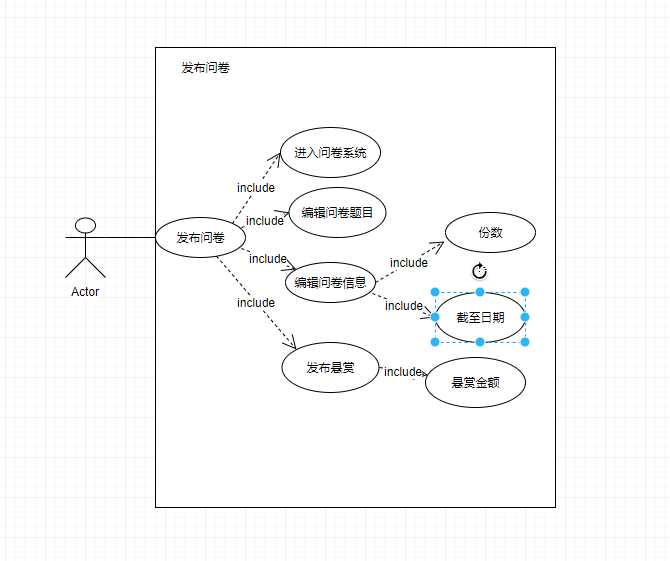 发布问卷
进入问卷系统
include
编辑问卷题目
include
发布问卷
份数
include
编辑问卷信息
include
Actor
include
include
截至日期
发布悬赏
include
悬赏金额